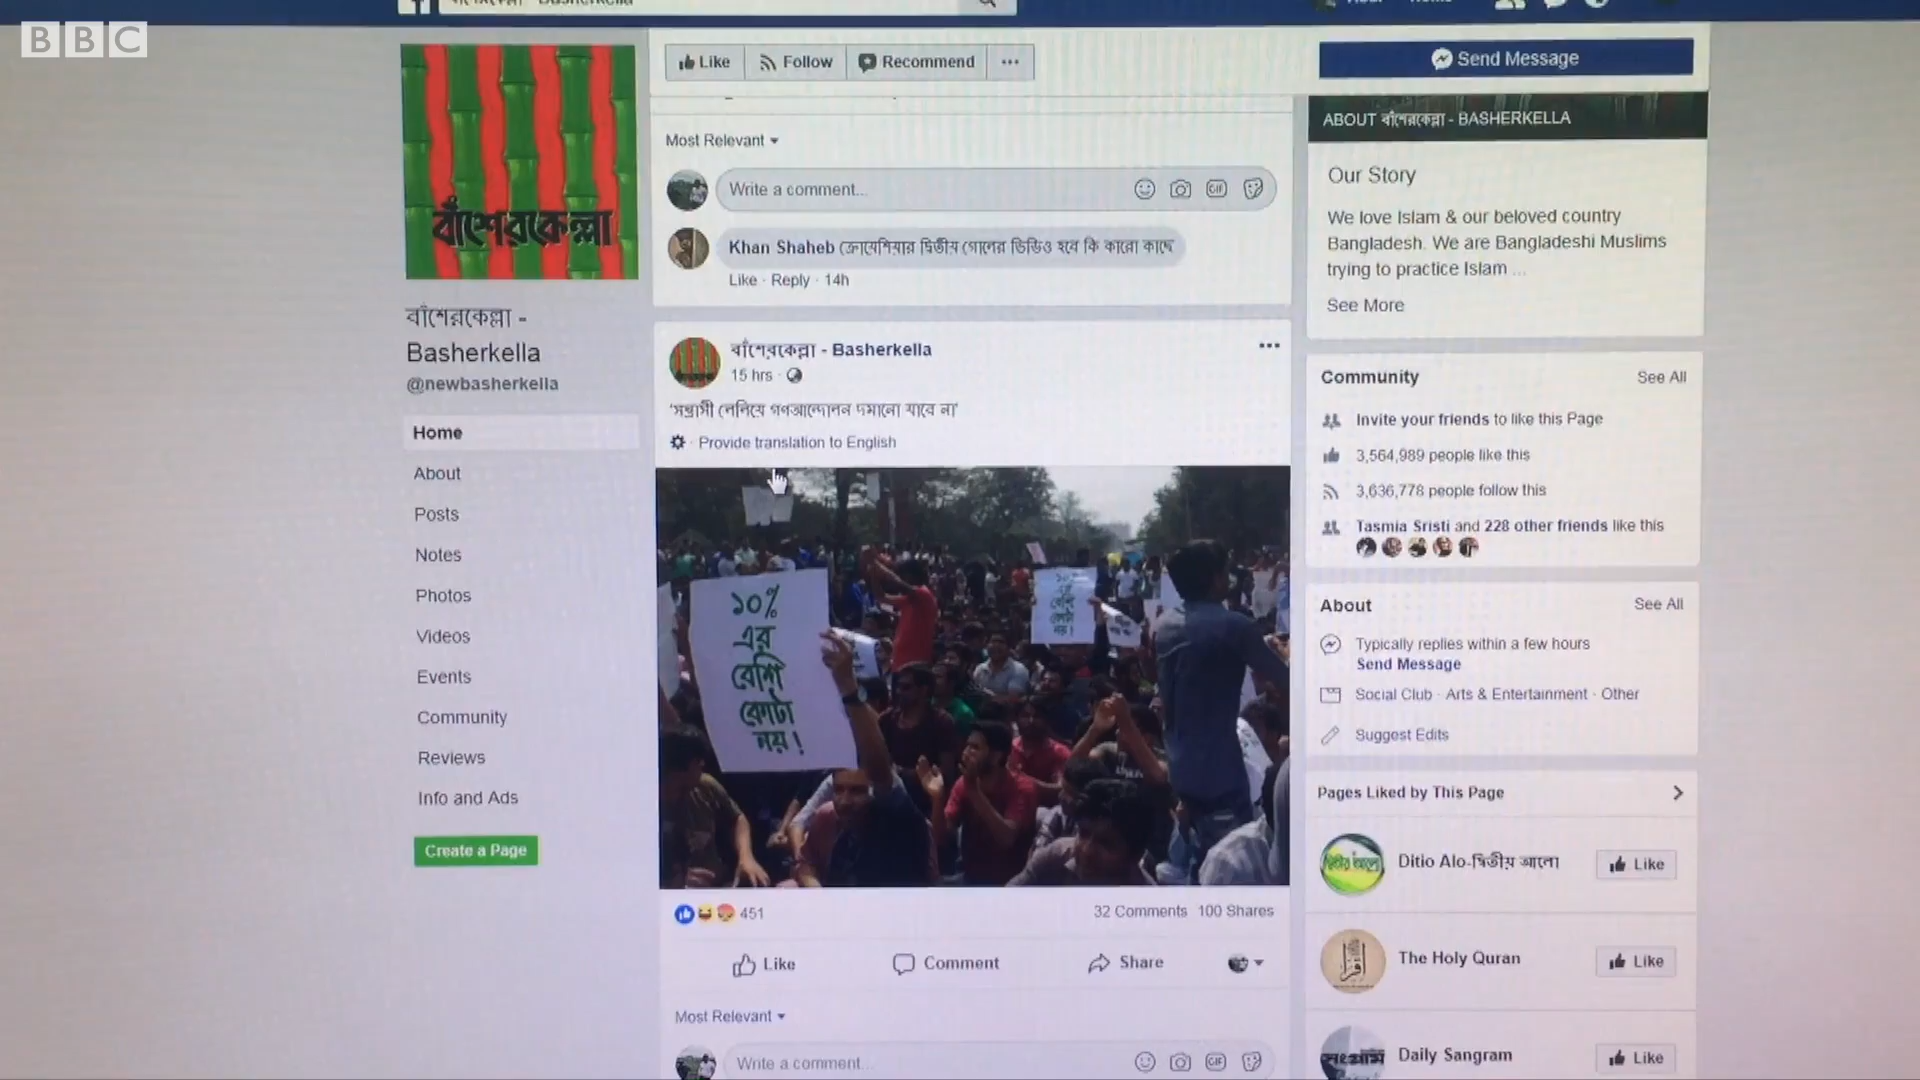 BBC
বাঁশেরকেল্লা
বাঁশেরকেল্লা -
Basherkella
@newbasherkella
Home
About
Posts
Notes
Photos
Videos
Events
Community
Reviews
Info and Ads
Create a Page
Like
Follow
Recommend
Send Message
Most Relevant
Write a comment...
Khan Shaheb ক্রোয়েশিয়ার দ্বিতীয় গোলের ভিডিও হবে কি কারো কাছে
Like · Reply · 14h
বাঁশেরকেল্লা - Basherkella
15 hrs ·
'সন্ত্রাসী লেলিয়ে গণআন্দোলন দমানো যাবে না'
Provide translation to English
১০%
এর
বেশি
কোটা
নয়!
১০%
এর
বেশি
কোটা
নয়!
451
32 Comments 100 Shares
Like
Comment
Share
Most Relevant
Write a comment...
ABOUT বাঁশেরকেল্লা - BASHERKELLA
Our Story
We love Islam & our beloved country
Bangladesh. We are Bangladeshi Muslims
trying to practice Islam ...
See More
Community
See All
Invite your friends to like this Page
3,564,989 people like this
3,636,778 people follow this
Tasmia Sristi and 228 other friends like this
About
See All
Typically replies within a few hours
Send Message
Social Club · Arts & Entertainment · Other
Suggest Edits
Pages Liked by This Page
Ditio Alo-দ্বিতীয় আলো
Like
The Holy Quran
Like
Daily Sangram
Like